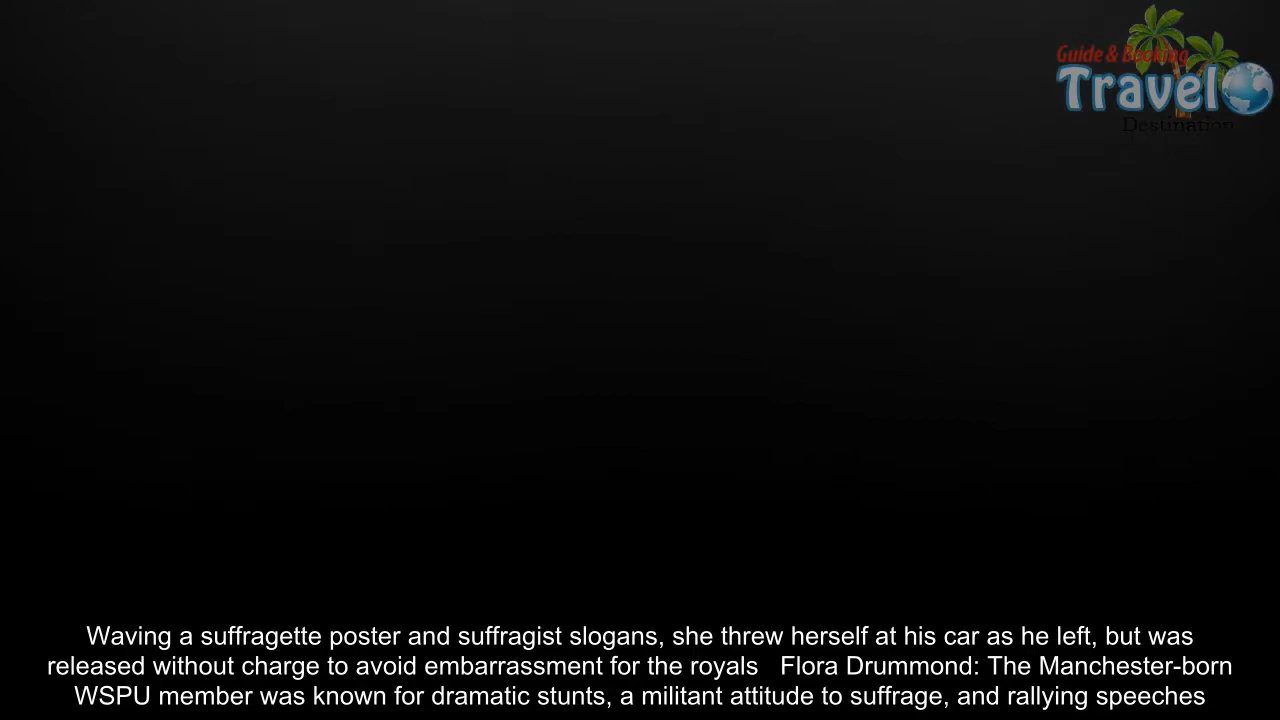 Guide & Booking
Travel
Destination
Waving a suffragette poster and suffragist slogans, she threw herself at his car as he left, but was
released without charge to avoid embarrassment for the royals   Flora Drummond: The Manchester-born
WSPU member was known for dramatic stunts, a militant attitude to suffrage, and rallying speeches